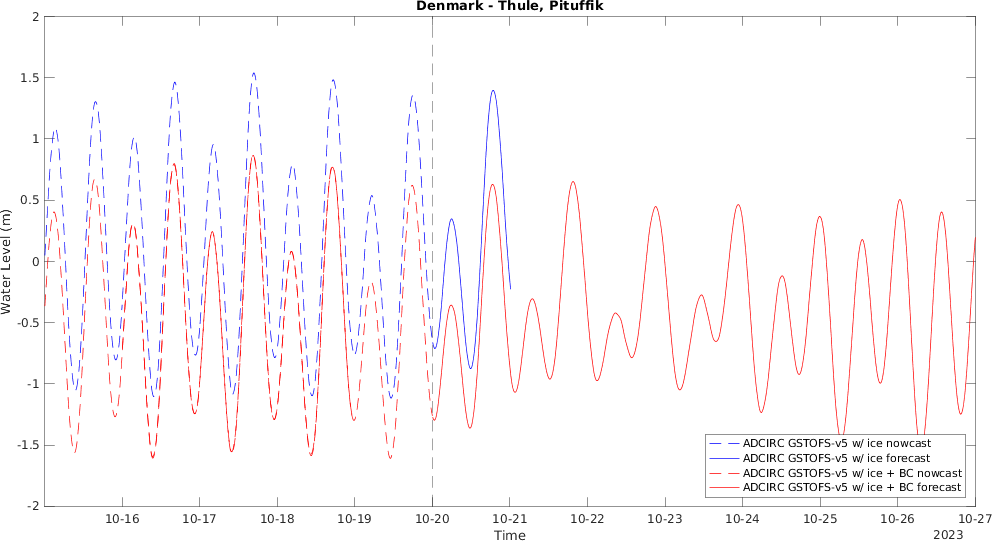 Denmark - Thule, Pituffik
2
1.5
1
0.5
0
-0.5
-1
-1.5
-2
Water Level (m)
ADCIRC GSTOFS-v5 w/ ice nowcast
ADCIRC GSTOFS-v5 w/ ice forecast
ADCIRC GSTOFS-v5 w/ ice + BC nowcast
ADCIRC GSTOFS-v5 w/ ice + BC forecast
10-16 10-17 10-18 10-19 10-20 10-21 10-22 10-23 10-24 10-25 10-26 10-27
Time
2023